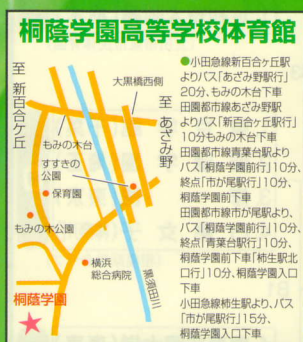 桐蔭学園高等学校体育館
至 新百合ケ丘
大黒橋西側
至 あざみ野
もみの木台
すすきの
公園
保育園
もみの木公園
横浜
総合病院
黒須田川
桐蔭学園
●小田急線新百合ヶ丘駅
よりバス「あざみ野駅行」
20分、もみの木台下車
田園都市線あざみ野駅
よりバス「新百合ヶ丘駅行」
10分もみの木台下車
田園都市線青葉台駅より
バス「桐蔭学園前行」10分、
終点「市が尾駅行」10分、
桐蔭学園前下車
田園都市線市が尾駅より、
バス「桐蔭学園前行」10分、
終点「青葉台駅行」10分、
桐蔭学園前下車「柿生駅北
口行」10分、桐蔭学園入口
下車
小田急線柿生駅より、バス
「市が尾駅行」15分、
桐蔭学園入口下車